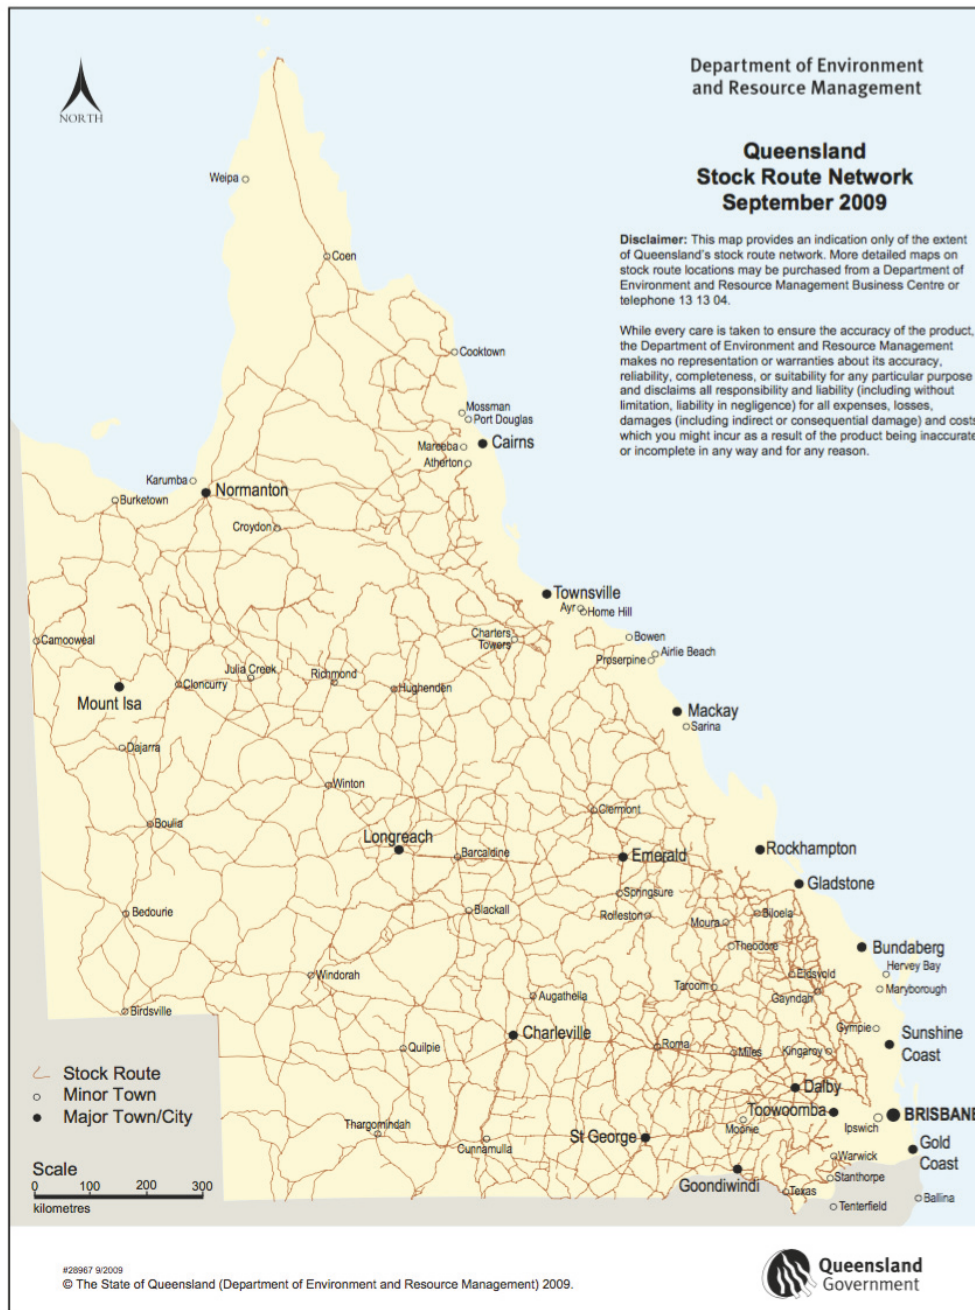 Department of Environment
and Resource Management
NORTH
Queensland
Stock Route Network
September 2009
Disclaimer: This map provides an indication only of the extent
of Queensland's stock route network. More detailed maps on
stock route locations may be purchased from a Department of
Environment and Resource Management Business Centre or
telephone 13 13 04.
While every care is taken to ensure the accuracy of the product,
the Department of Environment and Resource Management
makes no representation or warranties about its accuracy,
reliability, completeness, or suitability for any particular purpose
and disclaims all responsibility and liability (including without
limitation, liability in negligence) for all expenses, losses,
damages (including indirect or consequential damage) and costs
which you might incur as a result of the product being inaccurate
or incomplete in any way and for any reason.
Weipa
Coen
Cooktown
Mossman
Port Douglas
Mareeba
Cairns
Atherton
Karumba
Normanton
Burketown
Croydon
Townsville
Ayr
Home Hill
Charters
Towers
Bowen
Camooweal
Airlie Beach
Proserpine
Julia Creek
Richmond
Cloncurry
Hughenden
Mount Isa
Mackay
Sarina
Dajarra
Winton
Clermont
Boulia
Longreach
Barcaldine
Emerald
Rockhampton
Gladstone
Springsure
Bedourie
Blackall
Rolleston
Moura
Biloela
Theodore
Bundaberg
Windorah
Eidsvold
Hervey Bay
Taroom
Augathella
Gayndah
Maryborough
Birdsville
Charleville
Gympie
Sunshine
Coast
Quilpie
Roma
Miles
Kingaroy
Stock Route
Minor Town
Major Town/City
Dalby
Toowoomba
BRISBANE
Ipswich
Moonie
Thargomindah
Cunnamulla
St George
Gold
Coast
Warwick
Scale
0 100 200 300
kilometres
Goondiwindi
Stanthorpe
Texas
Tenterfield
Ballina
#28967 9/2009
© The State of Queensland (Department of Environment and Resource Management) 2009.
Queensland
Government